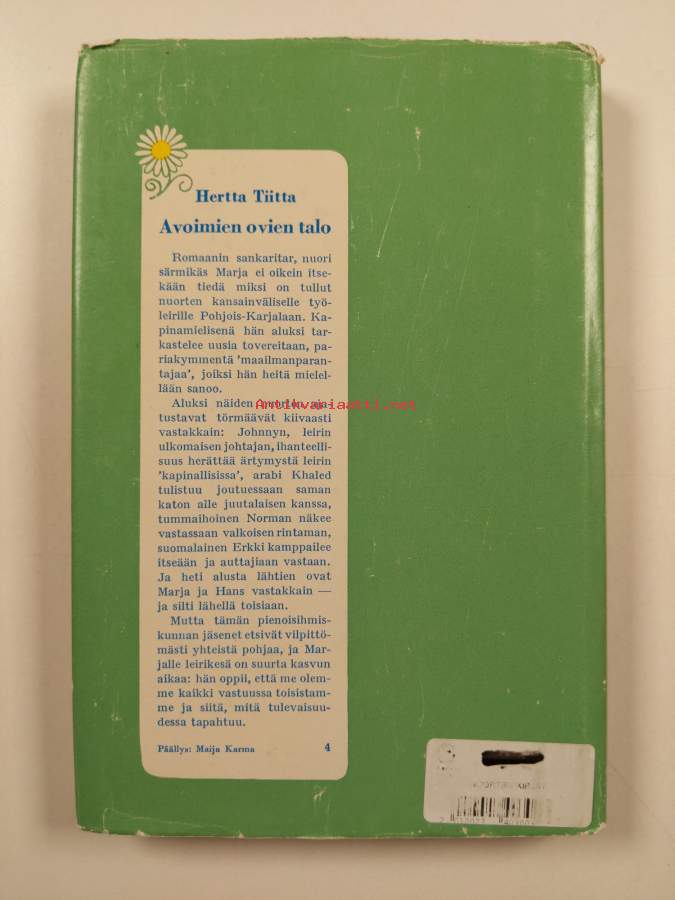 Hertta Tiitta
Avoimien ovien talo
Romaanin sankaritar, nuori
särmikäs Marja ei oikein itse-
kään tiedä miksi on tullut
nuorten kansainväliselle työ-
leirille Pohjois-Karjalaan. Ka-
pinamielisenä hän aluksi tar-
kastelee uusia tovereitaan, pa-
riakymmentä 'maailmanparan-
tajaa', joiksi hän heitä mielel-
lään sanoo.
Antikvariaatti.net
Aluksi näiden nuorten aja-
tustavat törmäävät kiivaasti
vastakkain: Johnnyn, leirin
ulkomaisen johtajan, ihanteelli-
suus herättää ärtymystä leirin
'kapinallisissa', arabi Khaled
tulistuu joutuessaan saman
katon alle juutalaisen kanssa,
tummaihoinen Norman näkee
vastassaan valkoisen rintaman,
suomalainen Erkki kamppailee
itseään ja auttajiaan vastaan.
Ja heti alusta lähtien ovat
Marja ja Hans vastakkain —
ja silti lähellä toisiaan.
Mutta tämän pienoisihmis-
kunnan jäsenet etsivät vilpittö-
mästi yhteistä pohjaa, ja Mar-
jalle leirikesä on suurta kasvun
aikaa: hän oppii, että me olem-
me kaikki vastuussa toisistam-
me ja siitä, mitä tulevaisuu-
dessa tapahtuu.
Päällys: Maija Karma 4